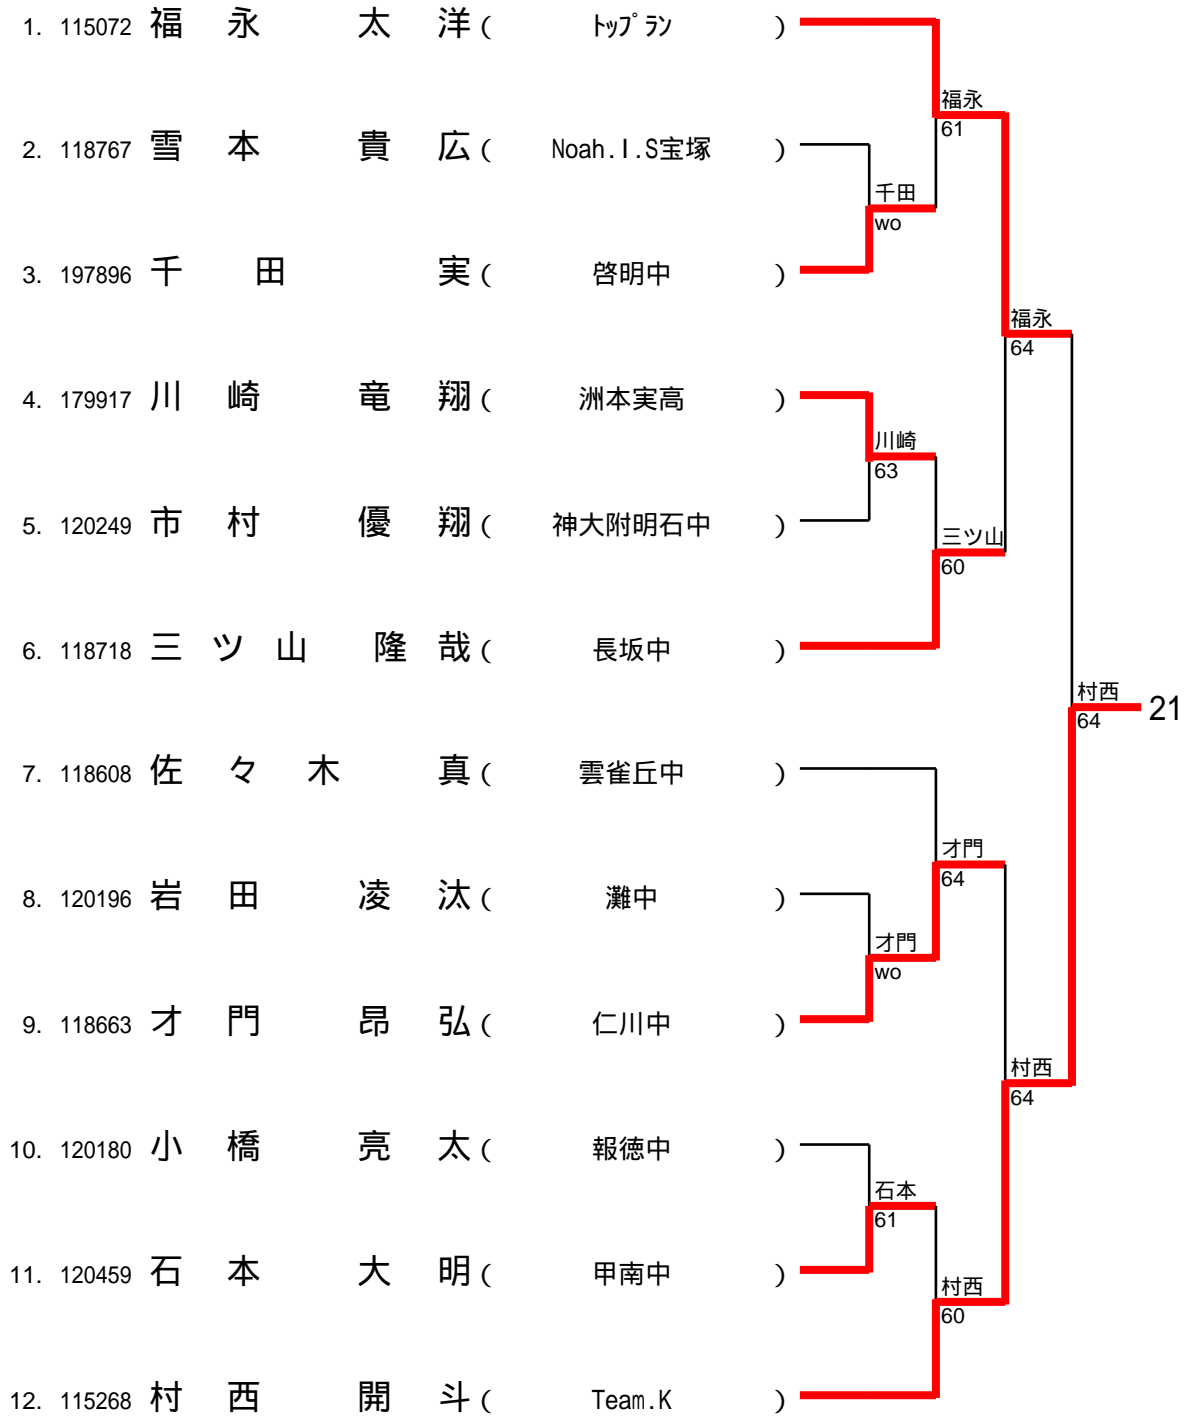 1. 115072 福 永 太 洋 ( ﾄｯﾌﾟﾗﾝ )
福永
61
2. 118767 雪 本 貴 広 ( Noah.I.S宝塚 )
千田
wo
3. 197896 千 田 実 ( 啓明中 )
福永
64
4. 179917 川 崎 竜 翔 ( 洲本実高 )
川崎
63
5. 120249 市 村 優 翔 ( 神大附明石中 )
三ツ山
60
6. 118718 三 ツ 山 隆 哉 ( 長坂中 )
村西
64
21
7. 118608 佐 々 木 真 ( 雲雀丘中 )
才門
64
8. 120196 岩 田 凌 汰 ( 灘中 )
才門
wo
9. 118663 才 門 昂 弘 ( 仁川中 )
村西
64
10. 120180 小 橋 亮 太 ( 報徳中 )
石本
61
11. 120459 石 本 大 明 ( 甲南中 )
村西
60
12. 115268 村 西 開 斗 ( Team.K )